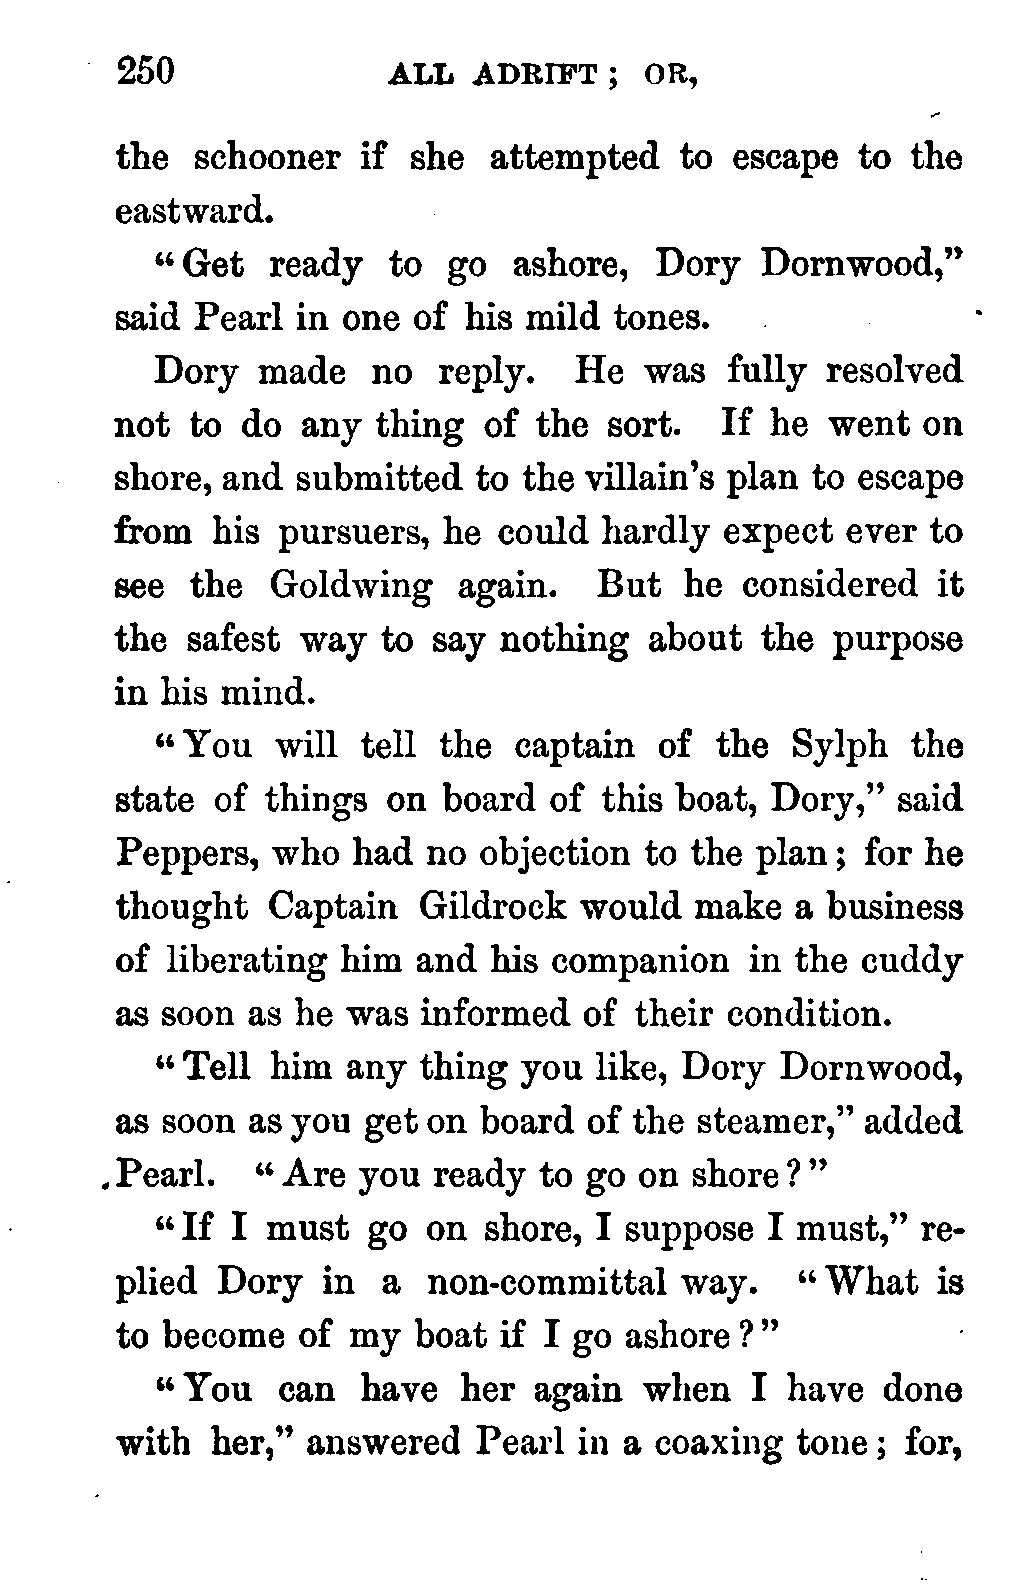 250 ALL ADRIFT; OR,
the schooner if she attempted to escape to the
eastward.
“Get ready to go ashore, Dory Dornwood,”
said Pearl in one of his mild tones.
Dory made no reply. He was fully resolved
not to do any thing of the sort. If he went on
shore, and submitted to the villain’s plan to escape
from his pursuers, he could hardly expect ever to
see the Goldwing again. But he considered it
the safest way to say nothing about the purpose
in his mind.
“You will tell the captain of the Sylph the
state of things on board of this boat, Dory,” said
Peppers, who had no objection to the plan; for he
thought Captain Gildrock would make a business
of liberating him and his companion in the cuddy
as soon as he was informed of their condition.
“Tell him any thing you like, Dory Dornwood,
as soon as you get on board of the steamer,” added
Pearl. “Are you ready to go on shore?”
“If I must go on shore, I suppose I must,” re-
plied Dory in a non-committal way. “What is
to become of my boat if I go ashore?”
“You can have her again when I have done
with her,” answered Pearl in a coaxing tone; for,